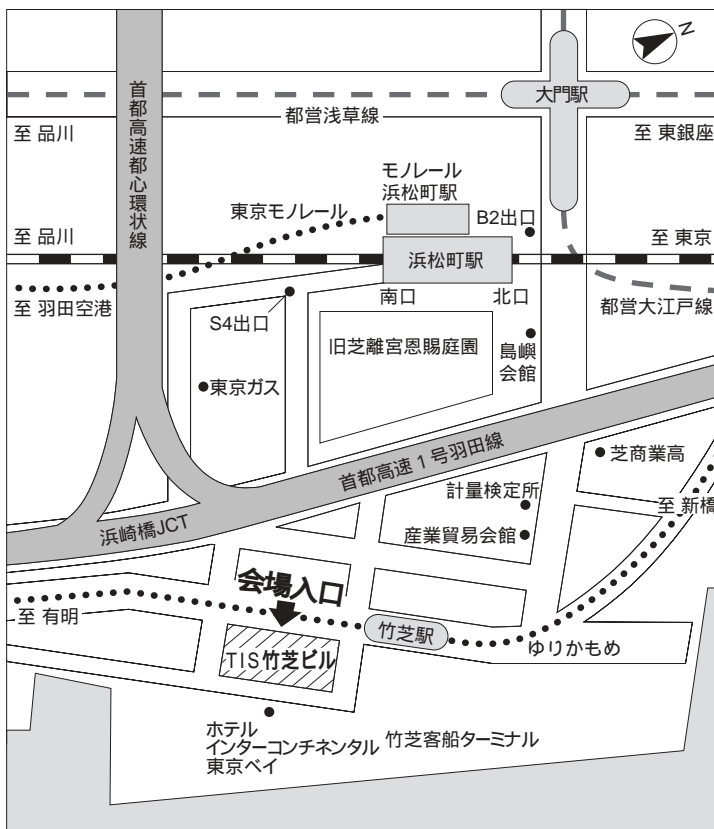 N
大門駅
首都高速都心環状線
都営浅草線
至 品川
至 東銀座
モノレール
浜松町駅
東京モノレール
B2出口
至 品川
至 東京
浜松町駅
南口
北口
至 羽田空港
都営大江戸線
S4出口
旧芝離宮恩賜庭園
島嶼
会館
東京ガス
首都高速1号羽田線
芝商業高
計量検定所
至 新橋
浜崎橋JCT
産業貿易会館
会場入口
至 有明
竹芝駅
ゆりかもめ
TIS竹芝ビル
ホテル
インターコンチネンタル
東京ベイ
竹芝客船ターミナル